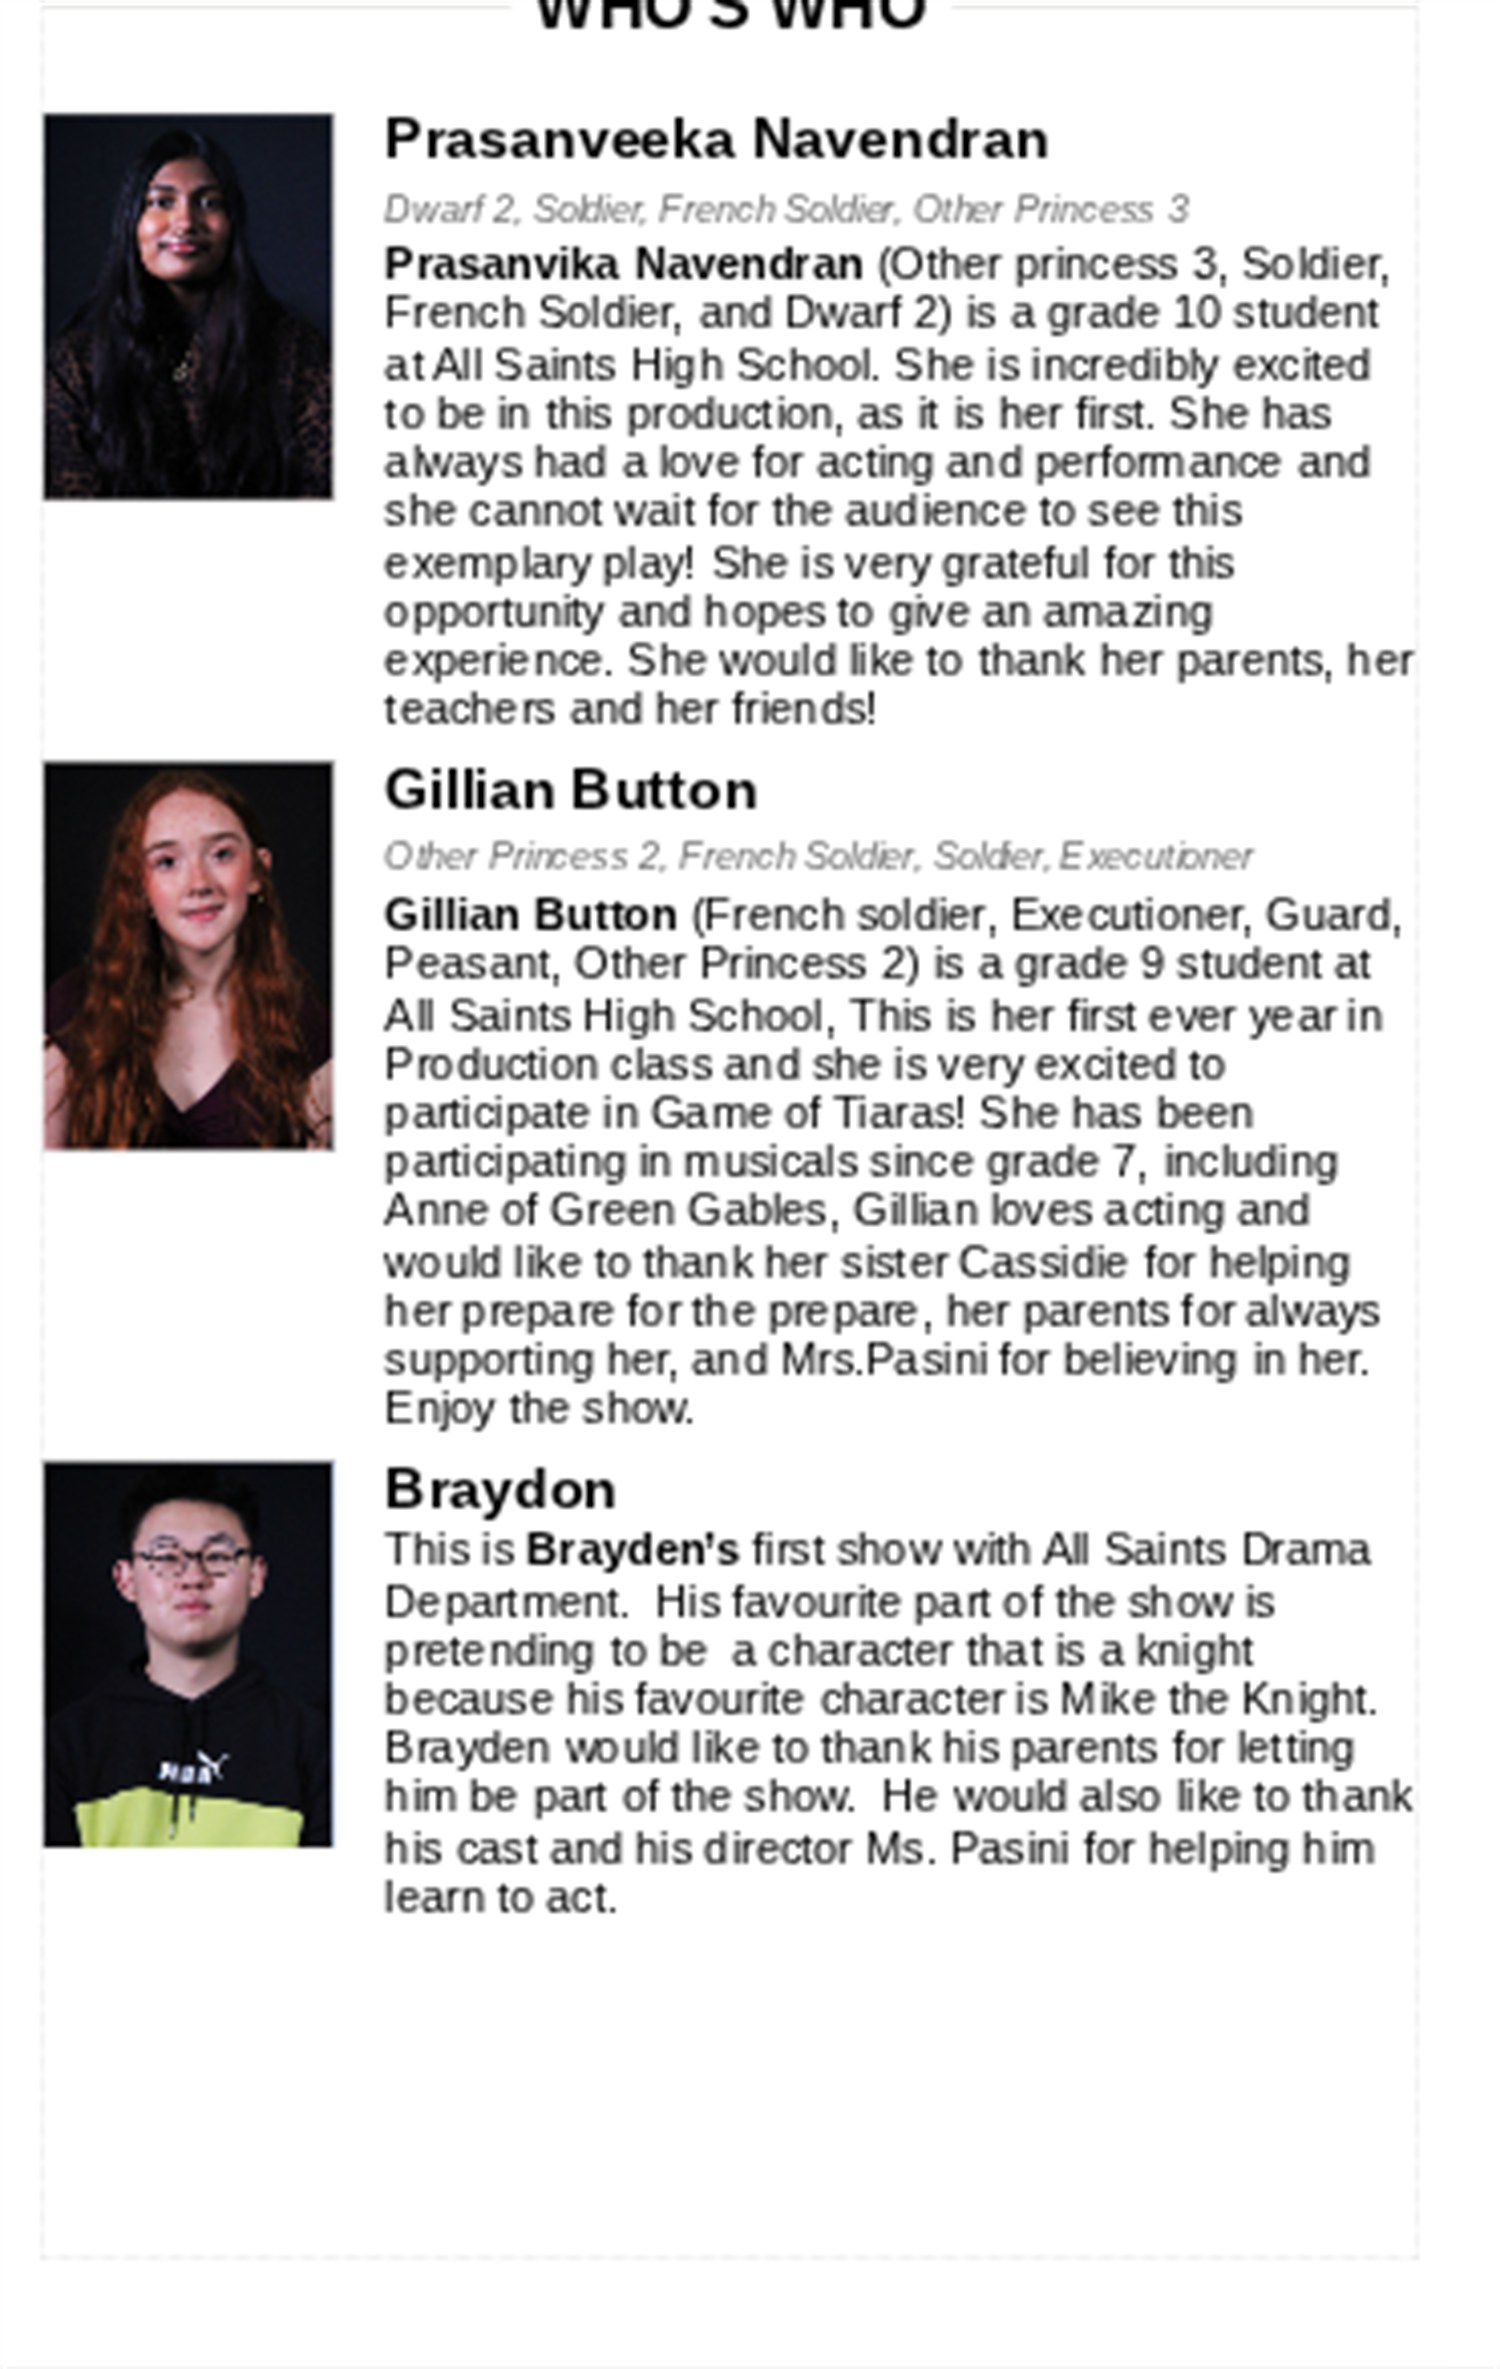 WHO'S WHO
Prasanveeka Navendran
Dwarf 2, Soldier, French Soldier, Other Princess 3
Prasanvika Navendran (Other princess 3, Soldier,
French Soldier, and Dwarf 2) is a grade 10 student
at All Saints High School. She is incredibly excited
to be in this production, as it is her first. She has
always had a love for acting and performance and
she cannot wait for the audience to see this
exemplary play! She is very grateful for this
opportunity and hopes to give an amazing
experience. She would like to thank her parents, her
teachers and her friends!
Gillian Button
Other Princess 2, French Soldier, Soldier, Executioner
Gillian Button (French soldier, Executioner, Guard,
Peasant, Other Princess 2) is a grade 9 student at
All Saints High School, This is her first ever year in
Production class and she is very excited to
participate in Game of Tiaras! She has been
participating in musicals since grade 7, including
Anne of Green Gables, Gillian loves acting and
would like to thank her sister Cassidie for helping
her prepare for the prepare, her parents for always
supporting her, and Mrs.Pasini for believing in her.
Enjoy the show.
Braydon
This is Brayden's first show with All Saints Drama
Department.  His favourite part of the show is
pretending to be  a character that is a knight
because his favourite character is Mike the Knight.
Brayden would like to thank his parents for letting
him be part of the show.  He would also like to thank
his cast and his director Ms. Pasini for helping him
learn to act.
PUMA